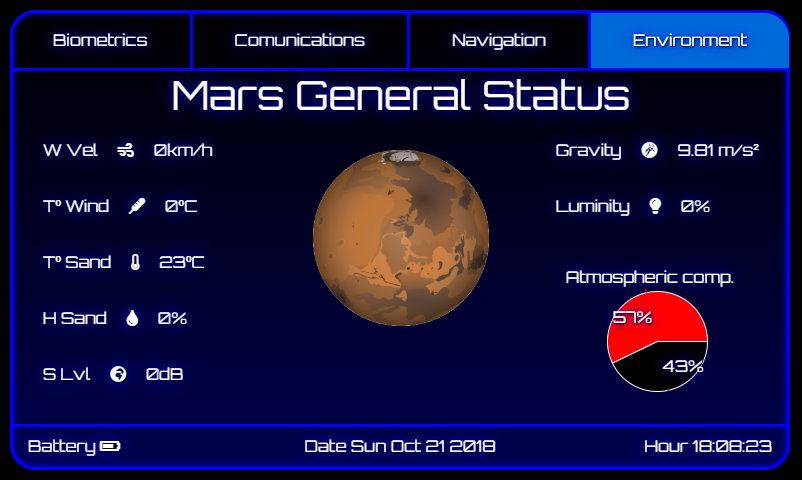 Biometrics Comunications Navigation Environment
Mars General Status
W Vel 0km/h
Tº Wind 0ºC
Tº Sand 23ºC
H Sand 0%
S Lvl 0dB
Gravity 9.81 m/s²
Luminity 0%
Atmospheric comp.
57%
43%
Battery Date Sun Oct 21 2018 Hour 18:08:23